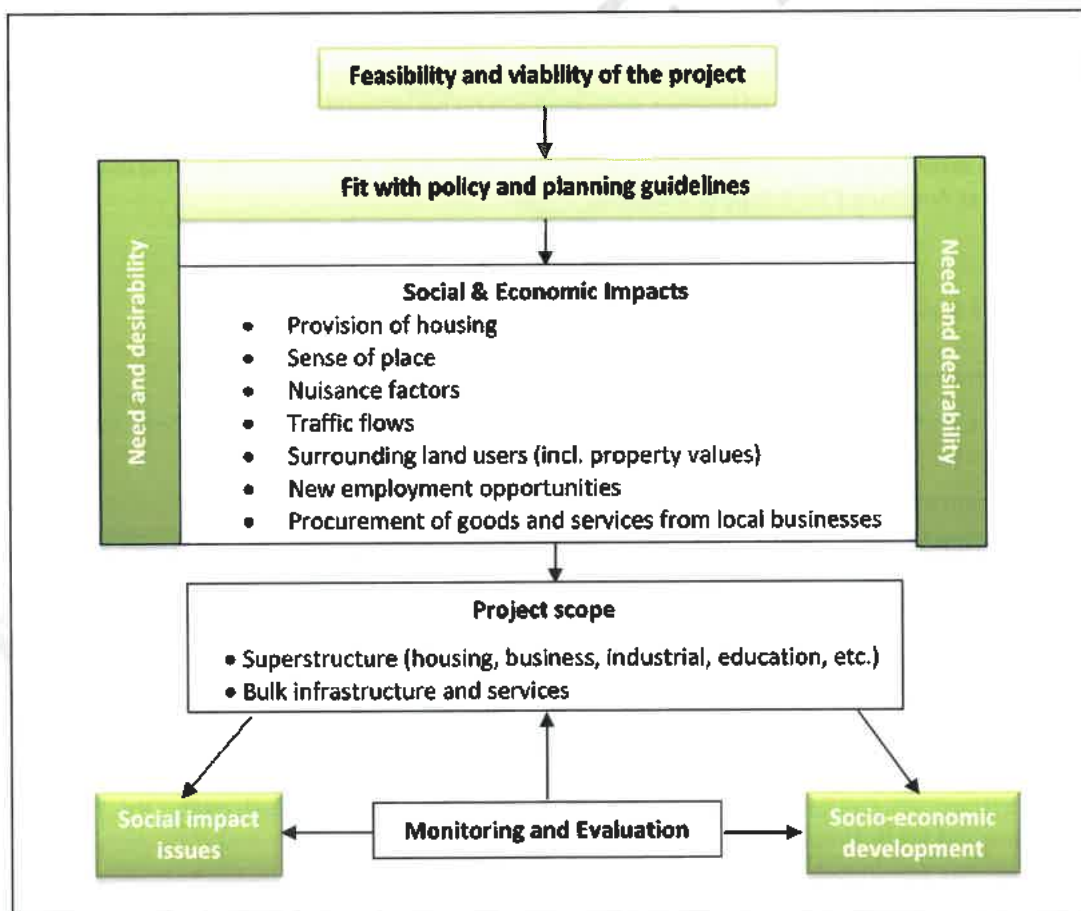 Feasibility and viability of the project
Fit with policy and planning guidelines
Need and desirability
Need and desirability
Social & Economic Impacts
• Provision of housing
• Sense of place
• Nuisance factors
• Traffic flows
• Surrounding land users (incl. property values)
• New employment opportunities
• Procurement of goods and services from local businesses
Project scope
• Superstructure (housing, business, industrial, education, etc.)
• Bulk infrastructure and services
Social impact
issues
Monitoring and Evaluation
Socio-economic
development